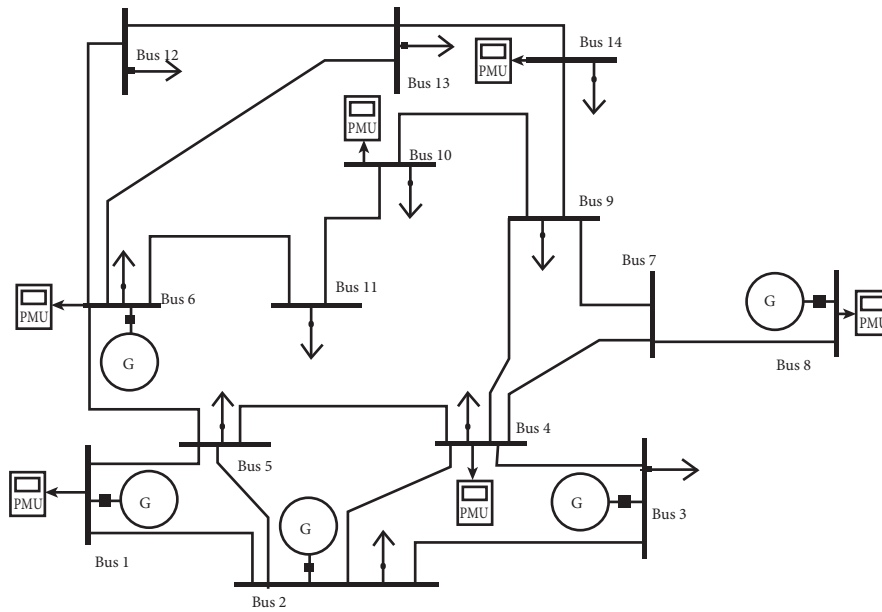 Bus 14
Bus 12
PMU
Bus 13
PMU
Bus 10
Bus 9
Bus 7
Bus 11
Bus 6
PMU
G
PMU
G
Bus 8
Bus 4
Bus 5
PMU
G
PMU
G
Bus 3
G
Bus 1
Bus 2